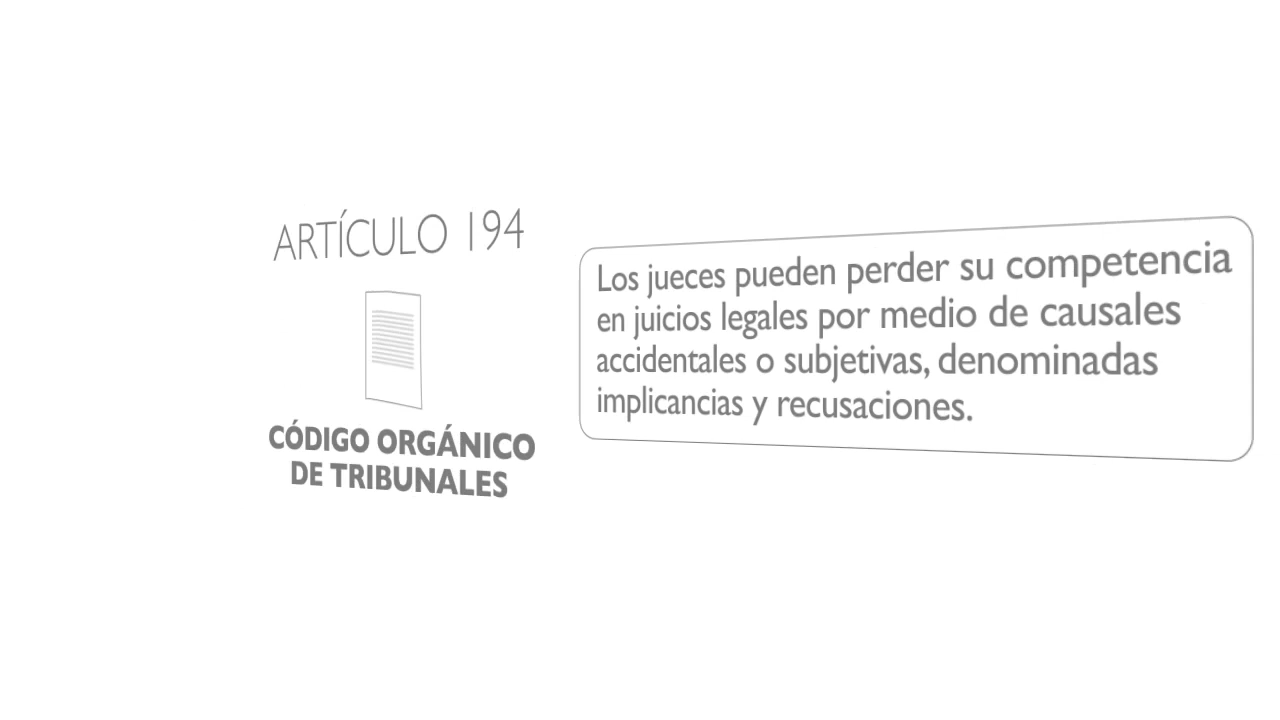 ARTÍCULO 194
CÓDIGO ORGÁNICO
DE TRIBUNALES
Los jueces pueden perder su competencia
en juicios legales por medio de causales
accidentales o subjetivas, denominadas
implicancias y recusaciones.